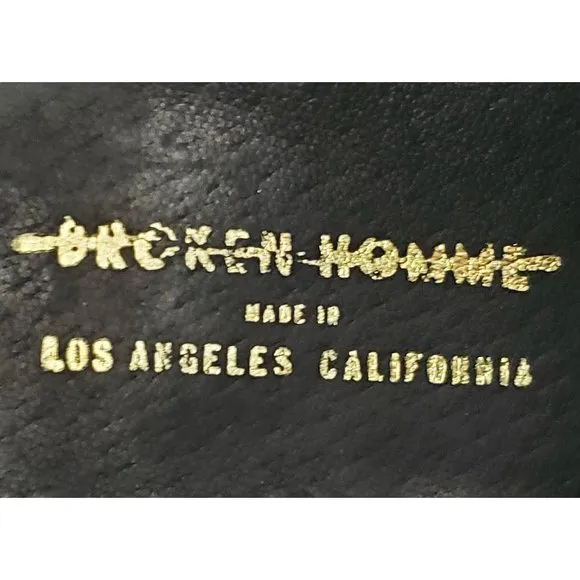 BROKEN HOMME
MADE IN
LOS ANGELES CALIFORNIA